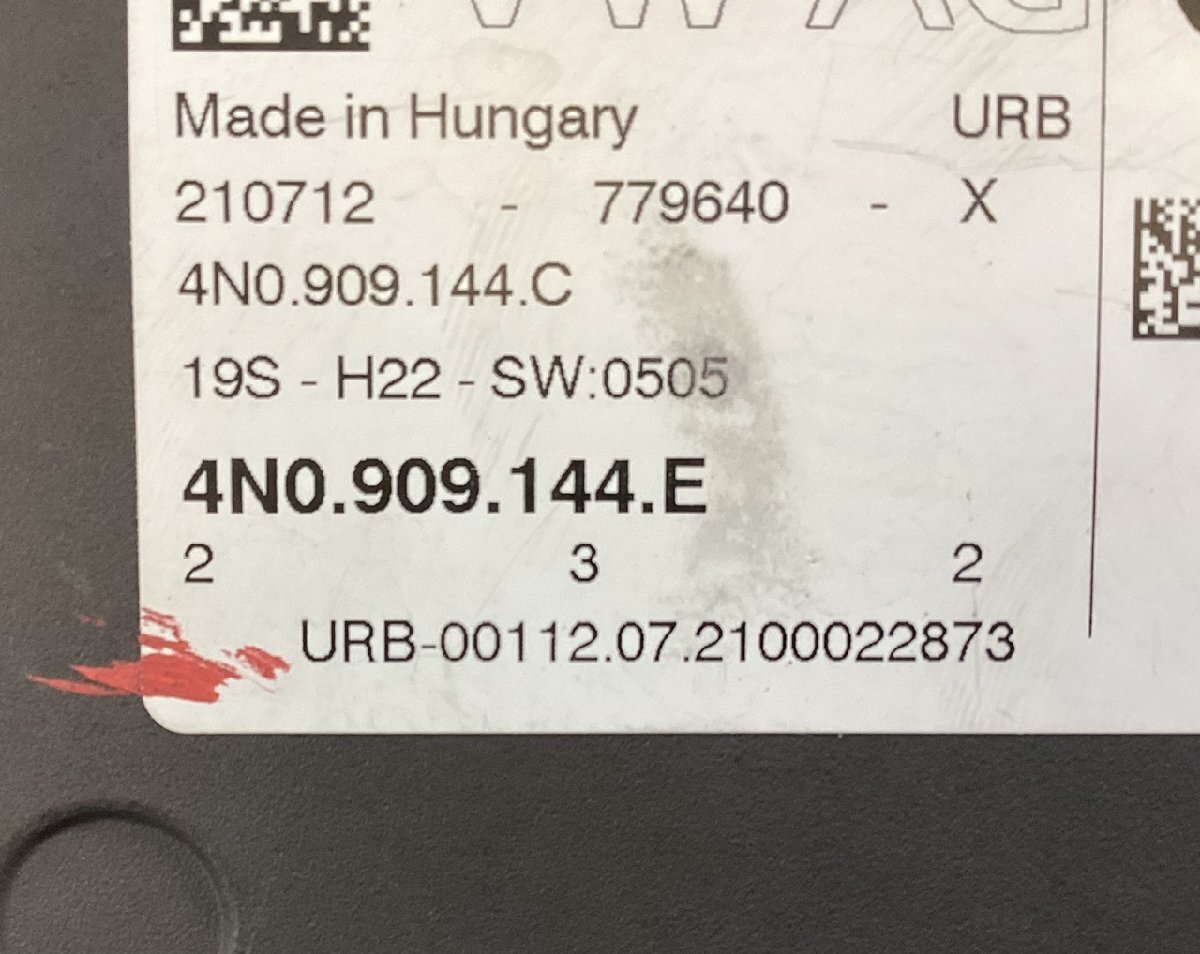 VWAG
Made in Hungary URB
210712 - 779640 - X
4N0.909.144.C
19S - H22 - SW:0505
4N0.909.144.E
2 3 2
URB-00112.07.2100022873